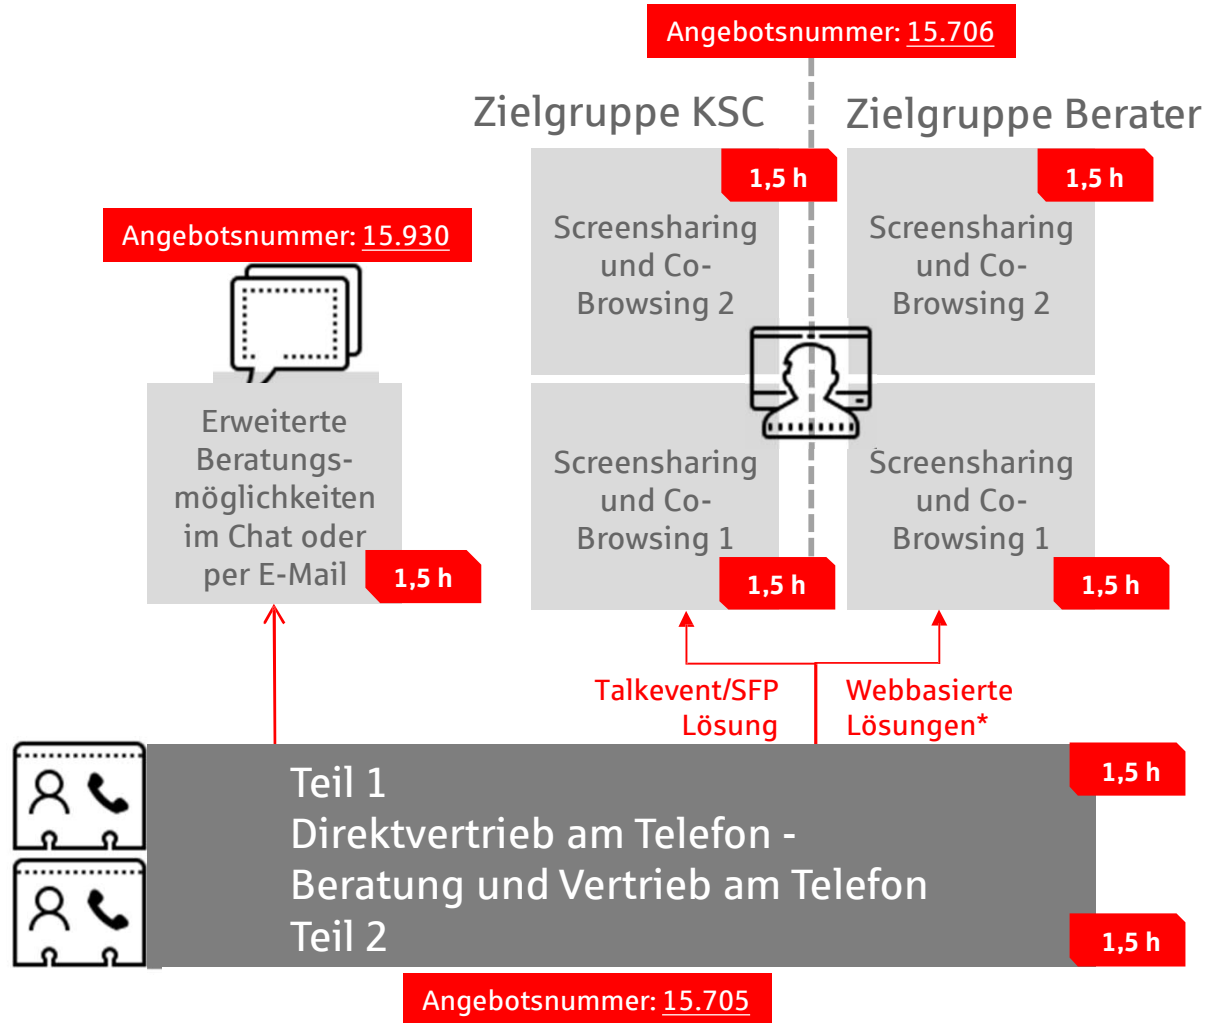 Angebotsnummer: 15.706
Zielgruppe KSC
Zielgruppe Berater
1,5 h
Screensharing
und Co-
Browsing 2
1,5 h
Screensharing
und Co-
Browsing 2
Angebotsnummer: 15.930
Erweiterte
Beratungs-
möglichkeiten
im Chat oder
per E-Mail
1,5 h
Screensharing
und Co-
Browsing 1
1,5 h
Screensharing
und Co-
Browsing 1
1,5 h
Talkevent/SFP
Lösung
Webbasierte
Lösungen*
Teil 1
Direktvertrieb am Telefon -
Beratung und Vertrieb am Telefon
Teil 2
1,5 h
1,5 h
Angebotsnummer: 15.705